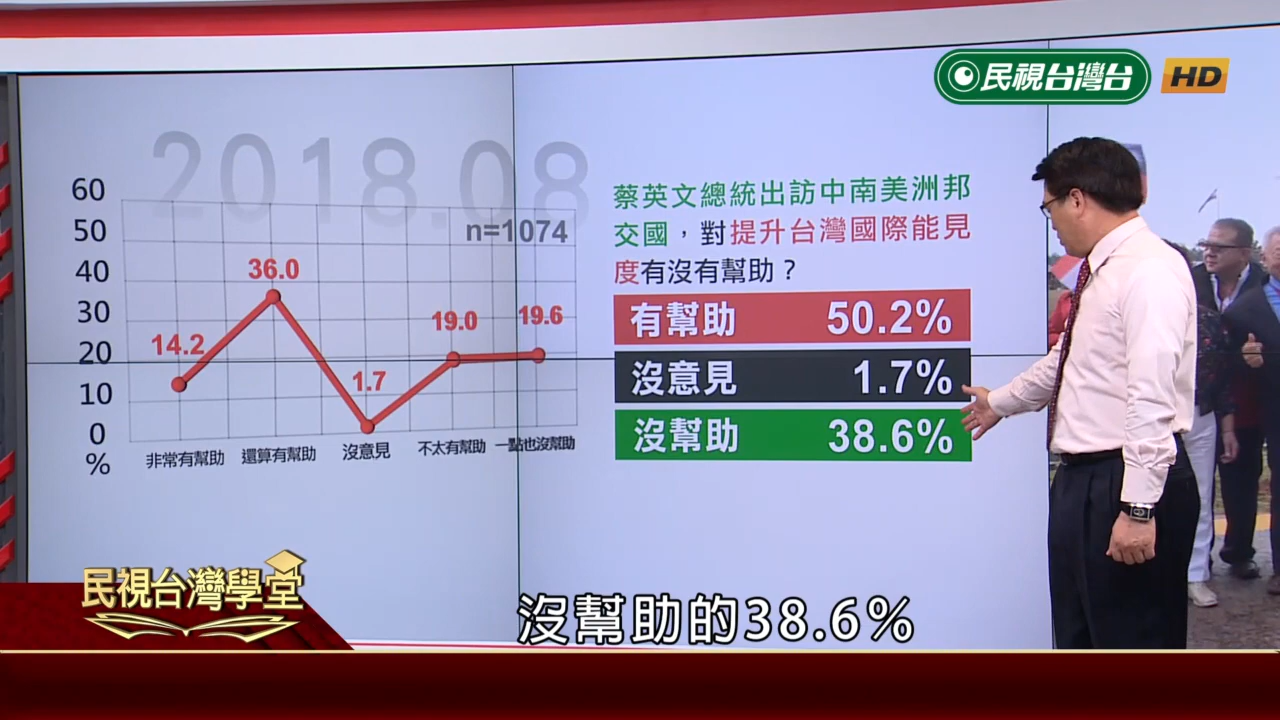 民視台灣台
HD
2018.08
n=1074
60
50
40
30
20
10
0
%
14.2
36.0
1.7
19.0
19.6
非常有幫助
還算有幫助
沒意見
不太有幫助
一點也沒幫助
蔡英文總統出訪中南美洲邦
交國，對提升台灣國際能見
度有沒有幫助？
有幫助 50.2%
沒意見 1.7%
沒幫助 38.6%
民視台灣學堂
沒幫助的38.6%